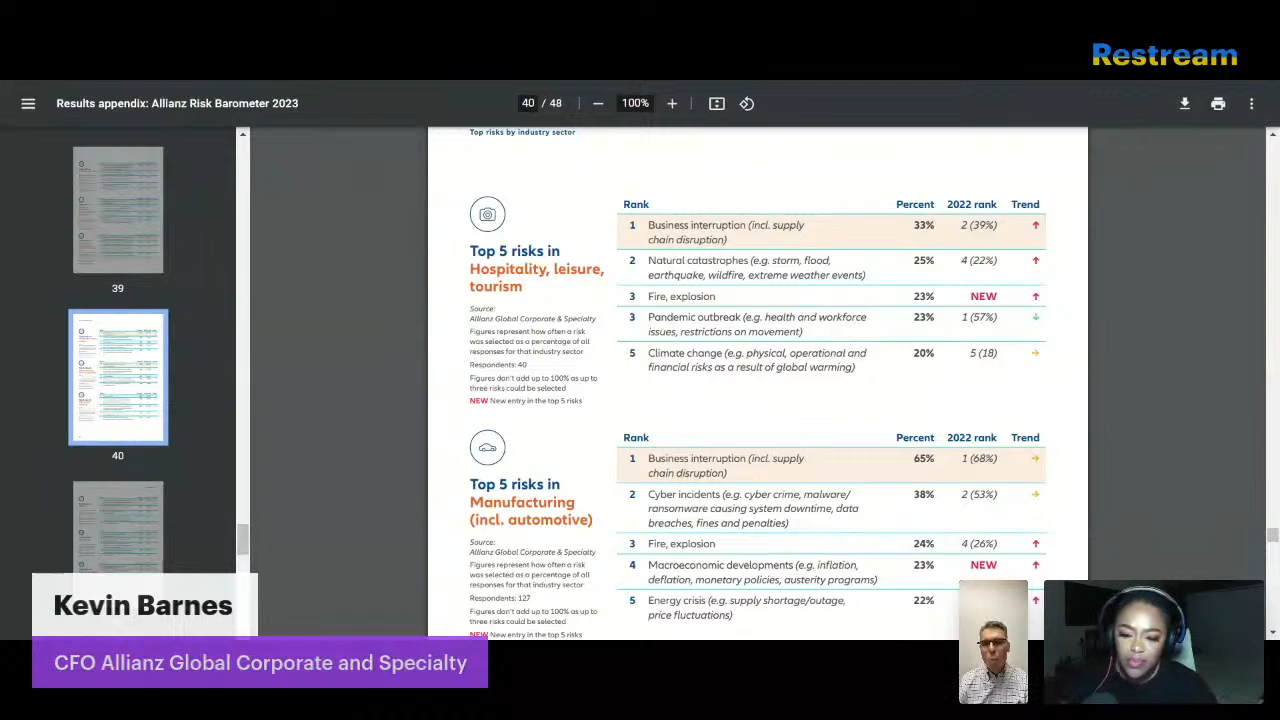 Restream
Results appendix: Allianz Risk Barometer 2023
40 / 48
100%
39
40
Top risks by industry sector
Top 5 risks in
Hospitality, leisure,
tourism
Source:
Allianz Global Corporate & Specialty
Figures represent how often a risk
was selected as a percentage of all
responses for that industry sector
Respondents: 40
Figures don't add up to 100% as up to
three risks could be selected
NEW New entry in the top 5 risks
Rank Percent 2022 rank Trend
1 Business interruption (incl. supply 33% 2 (39%)
chain disruption)
2 Natural catastrophes (e.g. storm, flood, 25% 4 (22%)
earthquake, wildfire, extreme weather events)
3 Fire, explosion 23% NEW
3 Pandemic outbreak (e.g. health and workforce 23% 1 (57%)
issues, restrictions on movement)
5 Climate change (e.g. physical, operational and 20% 5 (18)
financial risks as a result of global warming)
Top 5 risks in
Manufacturing
(incl. automotive)
Source:
Allianz Global Corporate & Specialty
Figures represent how often a risk
was selected as a percentage of all
responses for that industry sector
Respondents: 127
Figures don't add up to 100% as up to
three risks could be selected
NEW New entry in the top 5 risks
Rank Percent 2022 rank Trend
1 Business interruption (incl. supply 65% 1 (68%)
chain disruption)
2 Cyber incidents (e.g. cyber crime, malware/ 38% 2 (53%)
ransomware causing system downtime, data
breaches, fines and penalties)
3 Fire, explosion 24% 4 (26%)
4 Macroeconomic developments (e.g. inflation, 23% NEW
deflation, monetary policies, austerity programs)
5 Energy crisis (e.g. supply shortage/outage, 22%
price fluctuations)
Kevin Barnes
CFO Allianz Global Corporate and Specialty